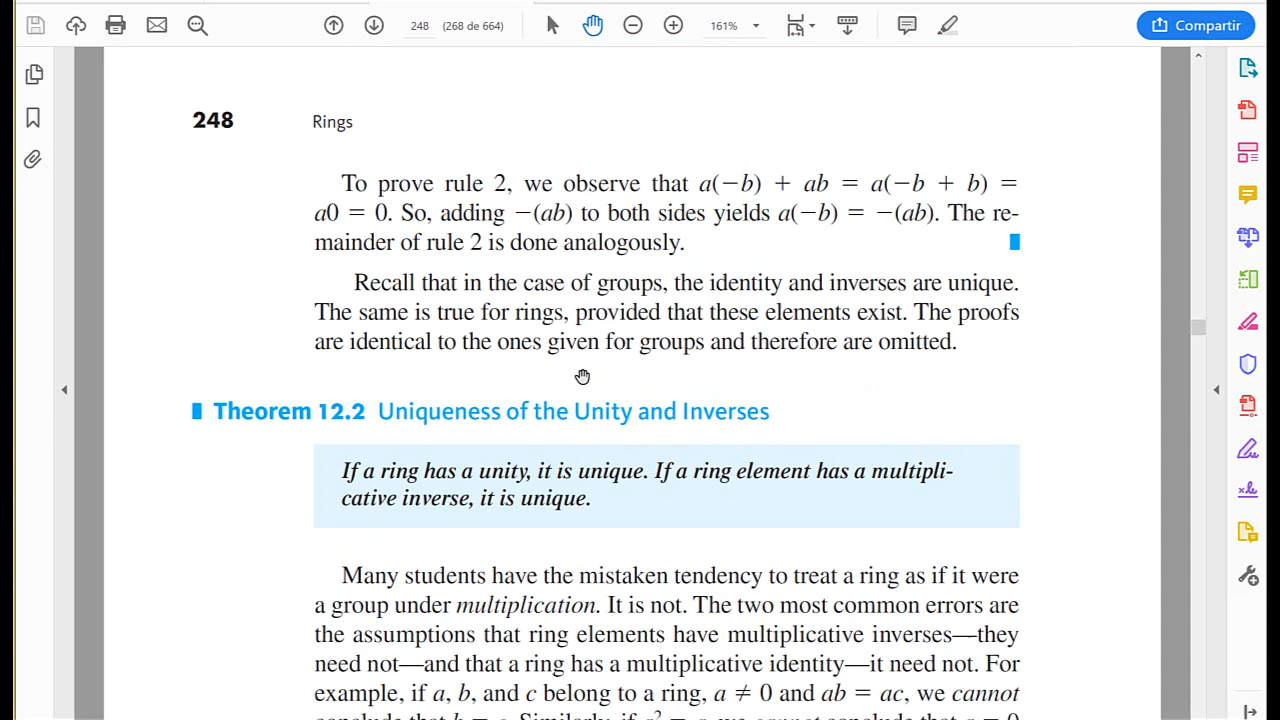 248 (268 de 664) 161% Compartir
248 Rings
To prove rule 2, we observe that a(−b) + ab = a(−b + b) =
a0 = 0. So, adding −(ab) to both sides yields a(−b) = −(ab). The re-
mainder of rule 2 is done analogously.
Recall that in the case of groups, the identity and inverses are unique.
The same is true for rings, provided that these elements exist. The proofs
are identical to the ones given for groups and therefore are omitted.
Theorem 12.2 Uniqueness of the Unity and Inverses
If a ring has a unity, it is unique. If a ring element has a multipli-
cative inverse, it is unique.
Many students have the mistaken tendency to treat a ring as if it were
a group under multiplication. It is not. The two most common errors are
the assumptions that ring elements have multiplicative inverses—they
need not—and that a ring has a multiplicative identity—it need not. For
example, if a, b, and c belong to a ring, a ≠ 0 and ab = ac, we cannot